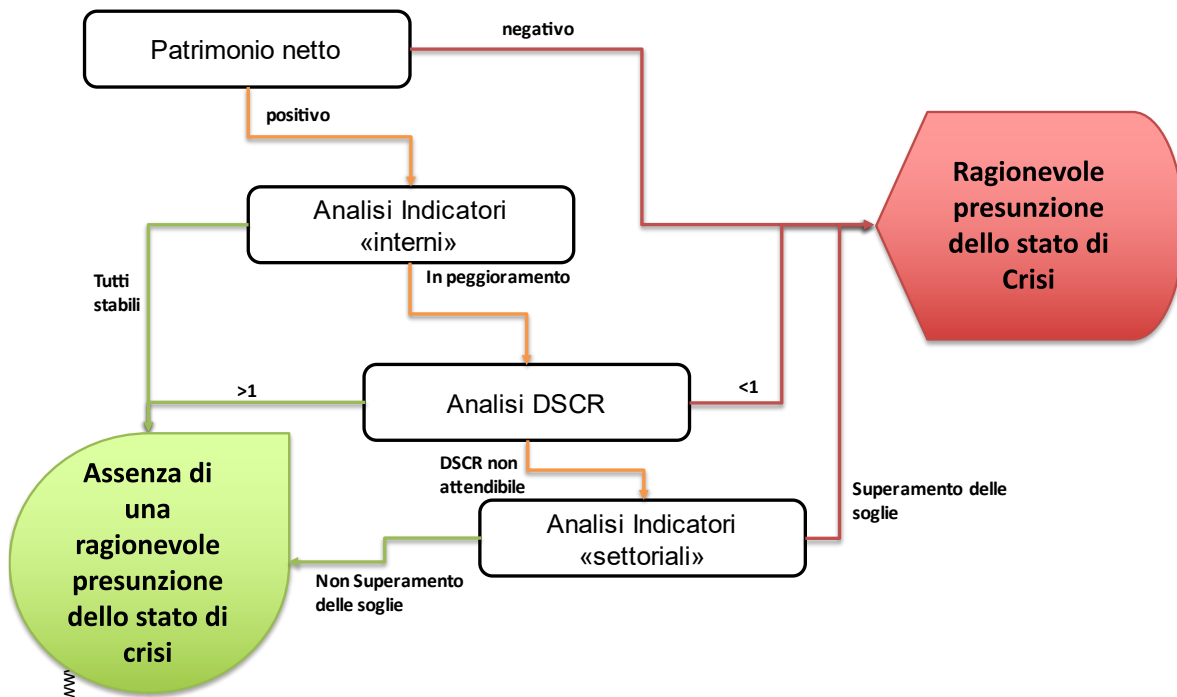 negativo
Patrimonio netto
positivo
Ragionevole
presunzione
dello stato di
Crisi
Analisi Indicatori
«interni»
Tutti
stabili
In peggioramento
>1
Analisi DSCR
<1
DSCR non
attendibile
Superamento delle
soglie
Analisi Indicatori
«settoriali»
Assenza di
una
ragionevole
presunzione
dello stato di
crisi
Non Superamento
delle soglie